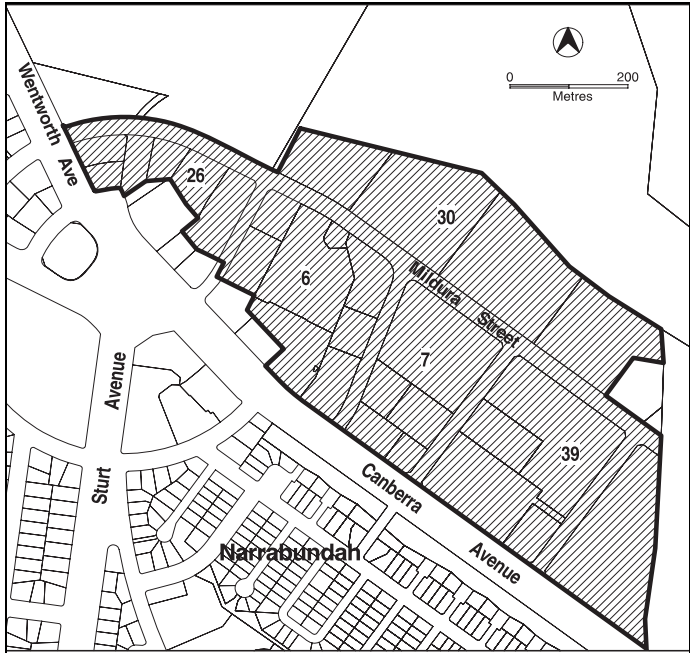 Wentworth Ave
0 200
Metres
26
30
6
Mildura Street
7
39
Sturt Avenue
Canberra Avenue
Narrabundah